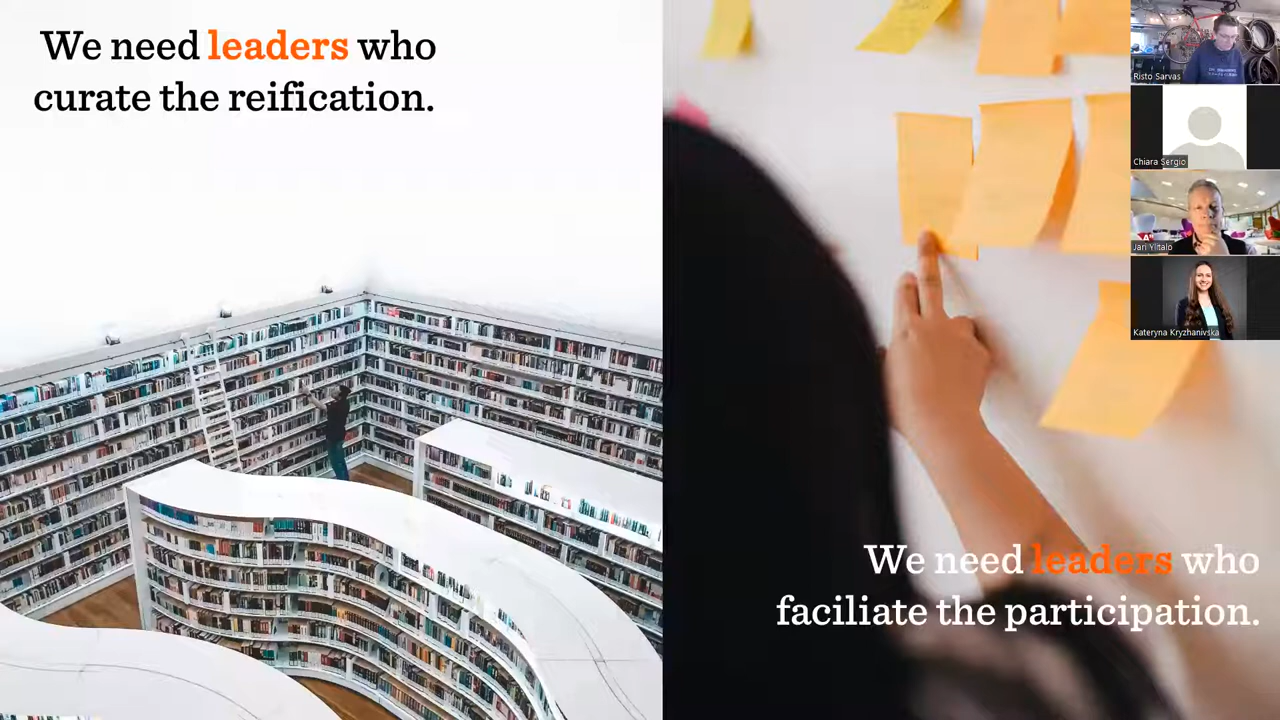 We need leaders who
curate the reification.
We need leaders who
faciliate the participation.
Risto Sarvas
Chiara Sergio
Jari Ylitalo
Kateryna Kryzhanivska